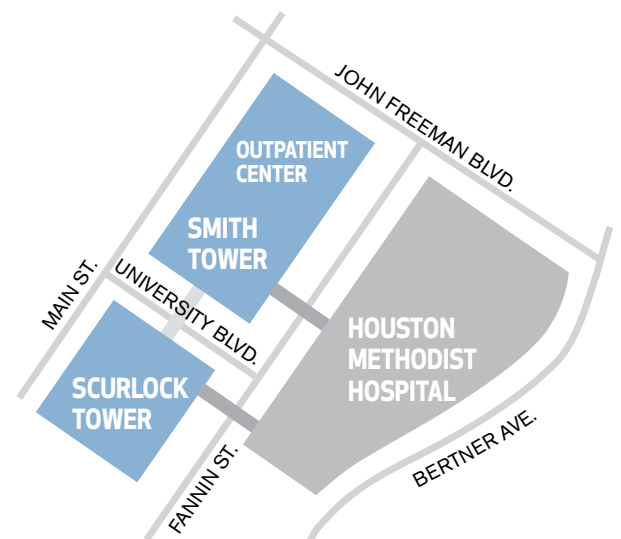 JOHN FREEMAN BLVD.
OUTPATIENT
CENTER
SMITH
TOWER
MAIN ST.
UNIVERSITY BLVD.
HOUSTON
METHODIST
HOSPITAL
SCURLOCK
TOWER
BERTNER AVE.
FANNIN ST.